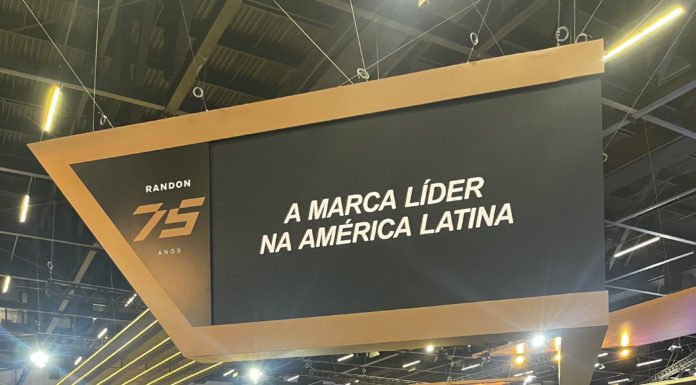 RANDON
75
ANOS
A MARCA LÍDER
NA AMÉRICA LATINA